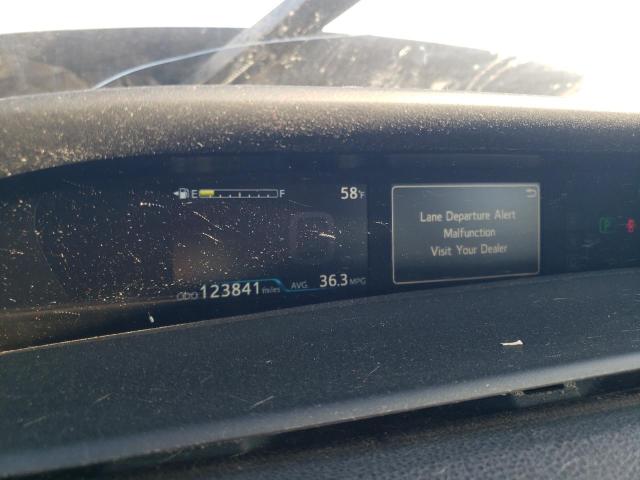 E F 58°F
Lane Departure Alert
Malfunction
Visit Your Dealer
P
ODO 123841 miles AVG 36.3 MPG